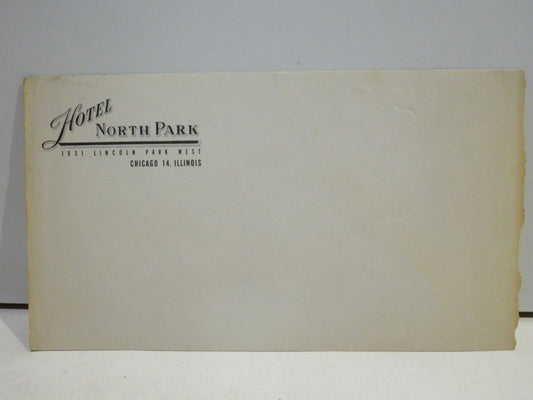 Hotel
North Park
1931 LINCOLN PARK WEST
CHICAGO 14, ILLINOIS